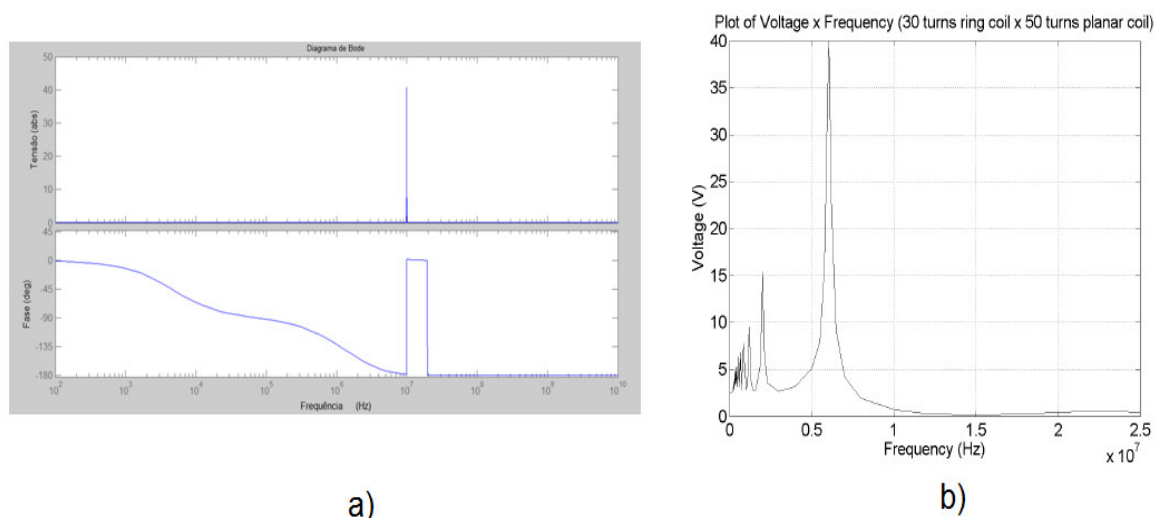 Diagrama de Bode
Tensão (abs)
50
40
30
20
10
0
Fase (deg)
45
0
-45
-90
-135
-180
10^2 10^3 10^4 10^5 10^6 10^7 10^8 10^9 10^10
Frequência (Hz)
a)
Plot of Voltage x Frequency (30 turns ring coil x 50 turns planar coil)
Voltage (V)
40
35
30
25
20
15
10
5
0
0 0.5 1 1.5 2 2.5
Frequency (Hz)
x 10^7
b)